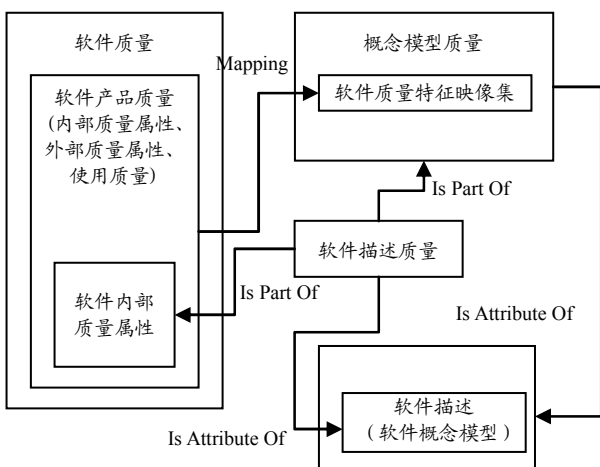 软件质量
软件产品质量
(内部质量属性、
外部质量属性、
使用质量)
软件内部
质量属性
Mapping
概念模型质量
软件质量特征映像集
Is Part Of
软件描述质量
Is Part Of
Is Attribute Of
软件描述
（软件概念模型）
Is Attribute Of